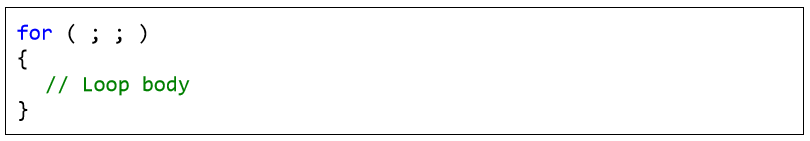 for ( ; ; )
{
// Loop body
}